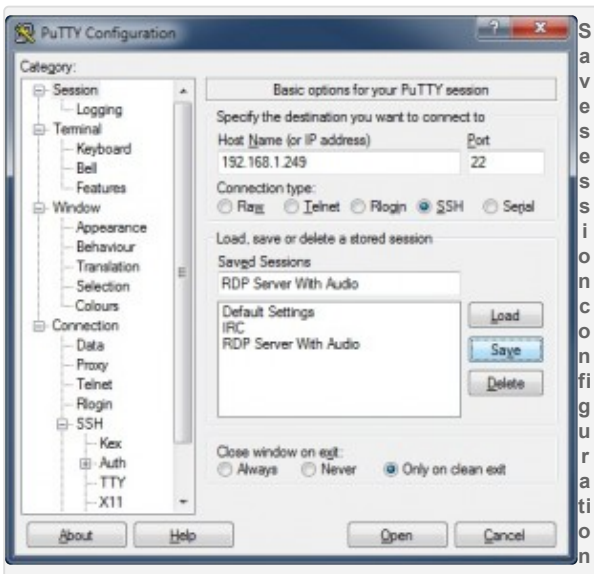 PuTTY Configuration
Category:
Session
Logging
Terminal
Keyboard
Bell
Features
Window
Appearance
Behaviour
Translation
Selection
Colours
Connection
Data
Proxy
Telnet
Rlogin
SSH
Kex
Auth
TTY
X11
Basic options for your PuTTY session
Specify the destination you want to connect to
Host Name (or IP address) Port
192.168.1.249 22
Connection type:
Raw Telnet Rlogin SSH Serial
Load, save or delete a stored session
Saved Sessions
RDP Server With Audio
Default Settings
IRC
RDP Server With Audio
Load
Save
Delete
Close window on exit:
Always Never Only on clean exit
About Help Open Cancel
Save session configuration